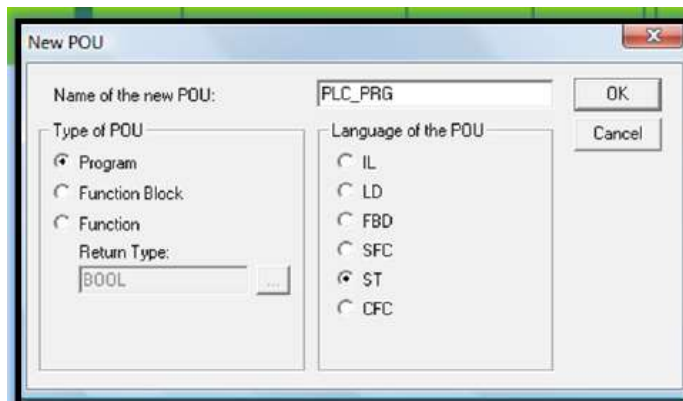 New POU
Name of the new POU:
PLC_PRG
OK
Cancel
Type of POU
Program
Function Block
Function
Return Type:
BOOL
...
Language of the POU
IL
LD
FBD
SFC
ST
CFC